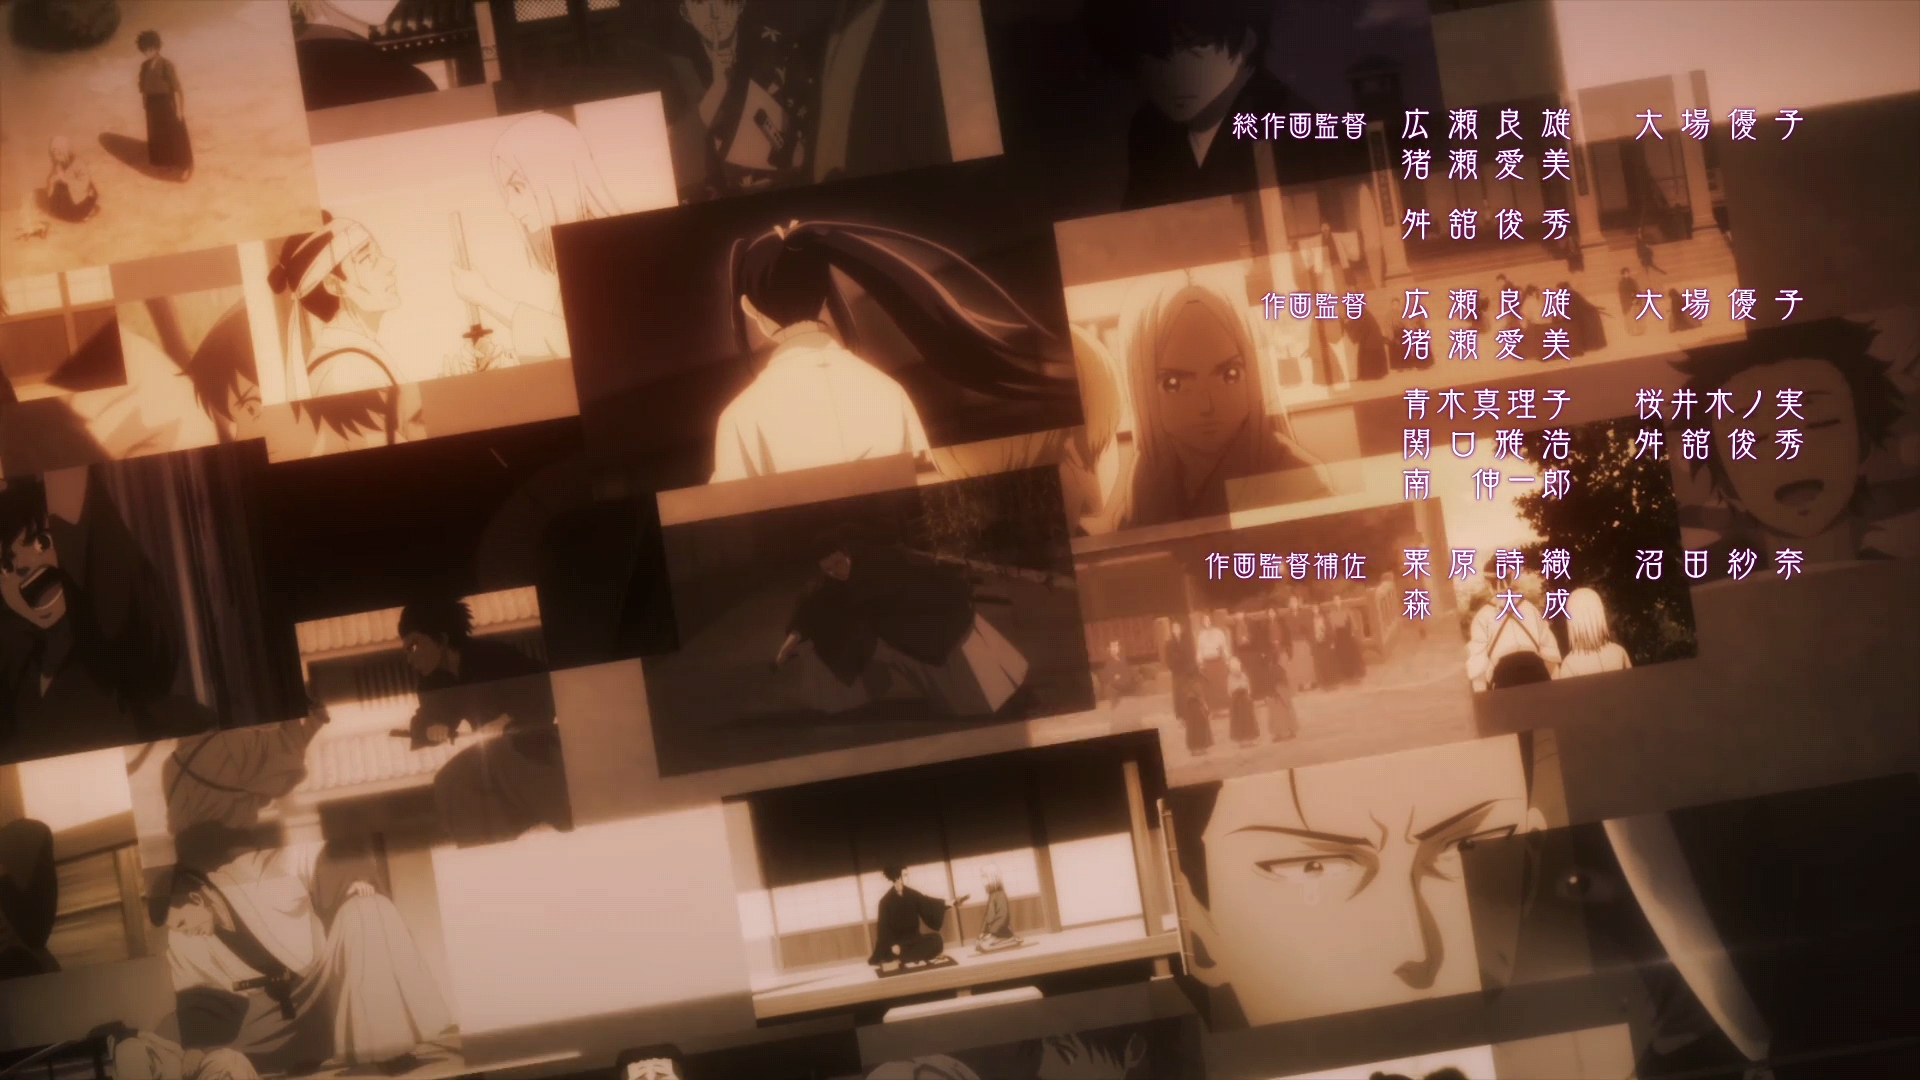 総作画監督 広瀬良雄 大場優子
猪瀬愛美
舛舘俊秀
作画監督 広瀬良雄 大場優子
猪瀬愛美
青木真理子 桜井木ノ実
関口雅浩 舛舘俊秀
南 伸一郎
作画監督補佐 栗原詩織 沼田紗奈
森 大成